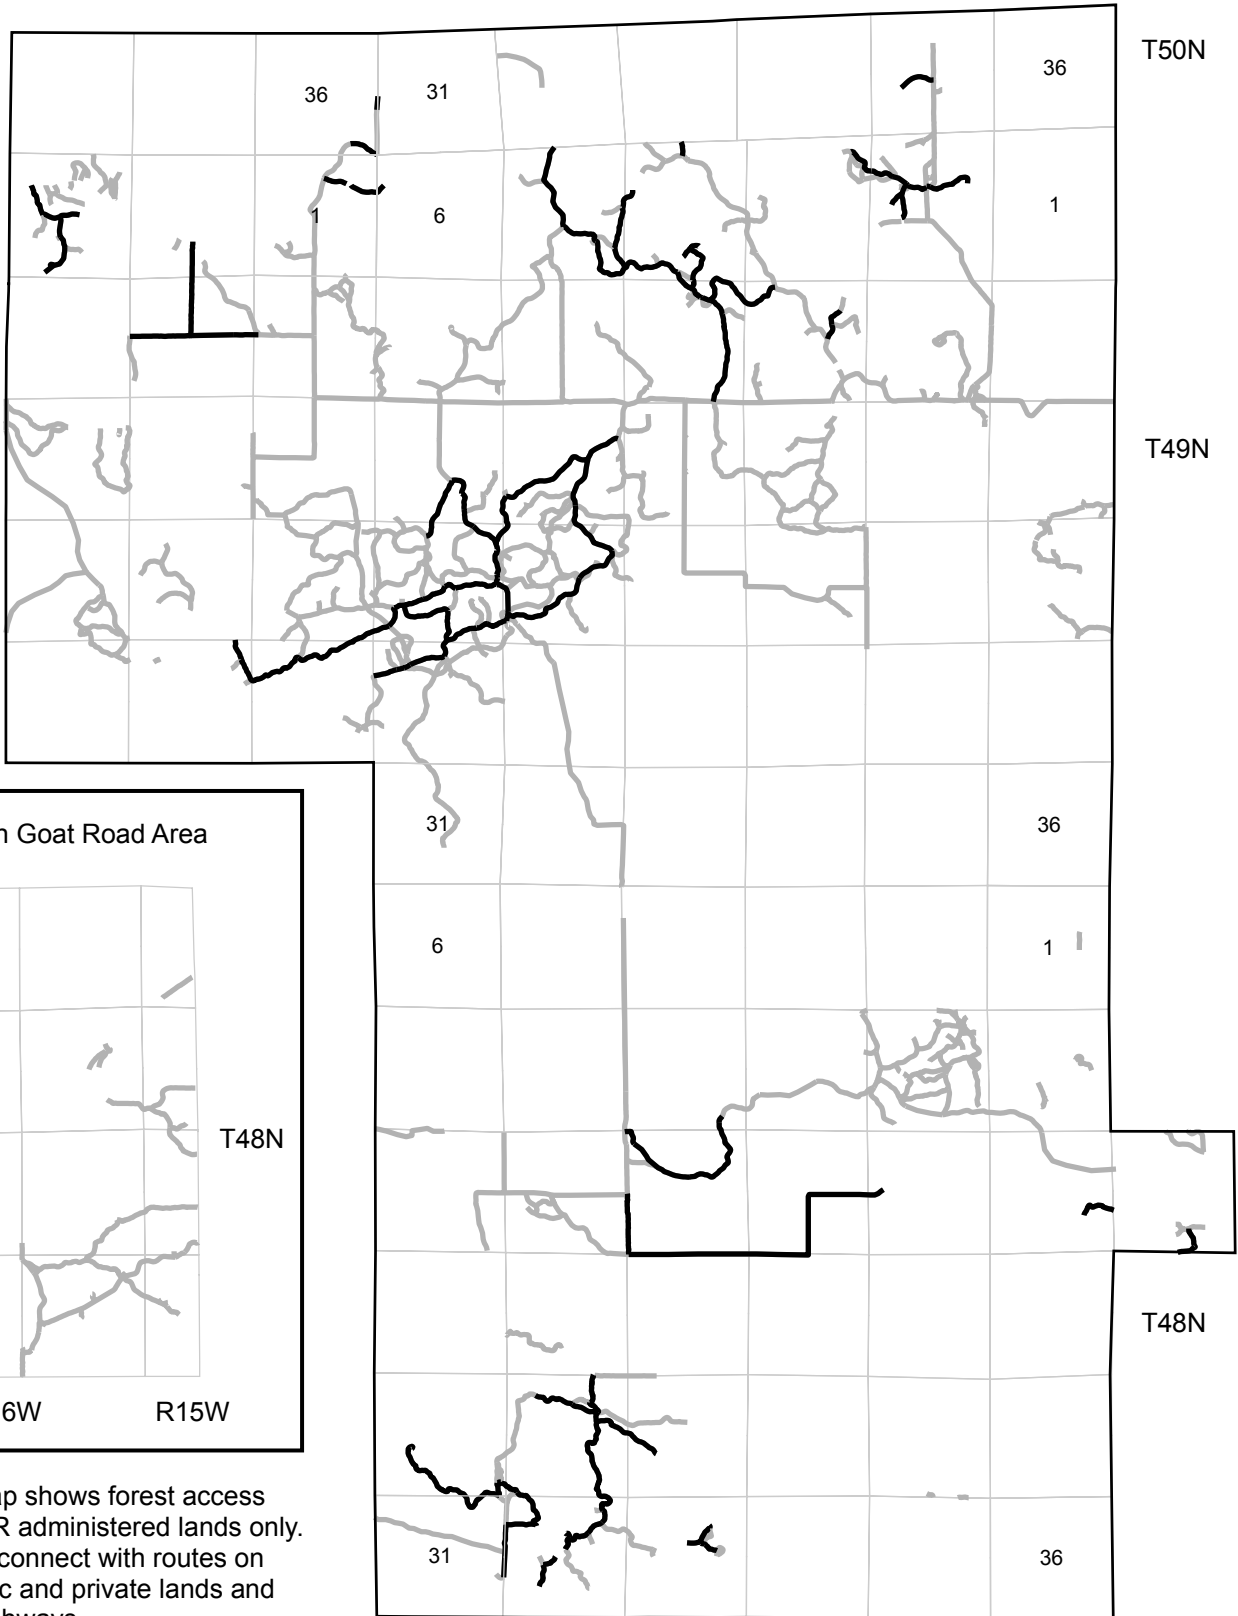 T50N
36
31
36
1
6
1
T49N
31
36
n Goat Road Area
6
1
T48N
T48N
6W
R15W
ap shows forest access
R administered lands only.
connect with routes on
c and private lands and
31
36